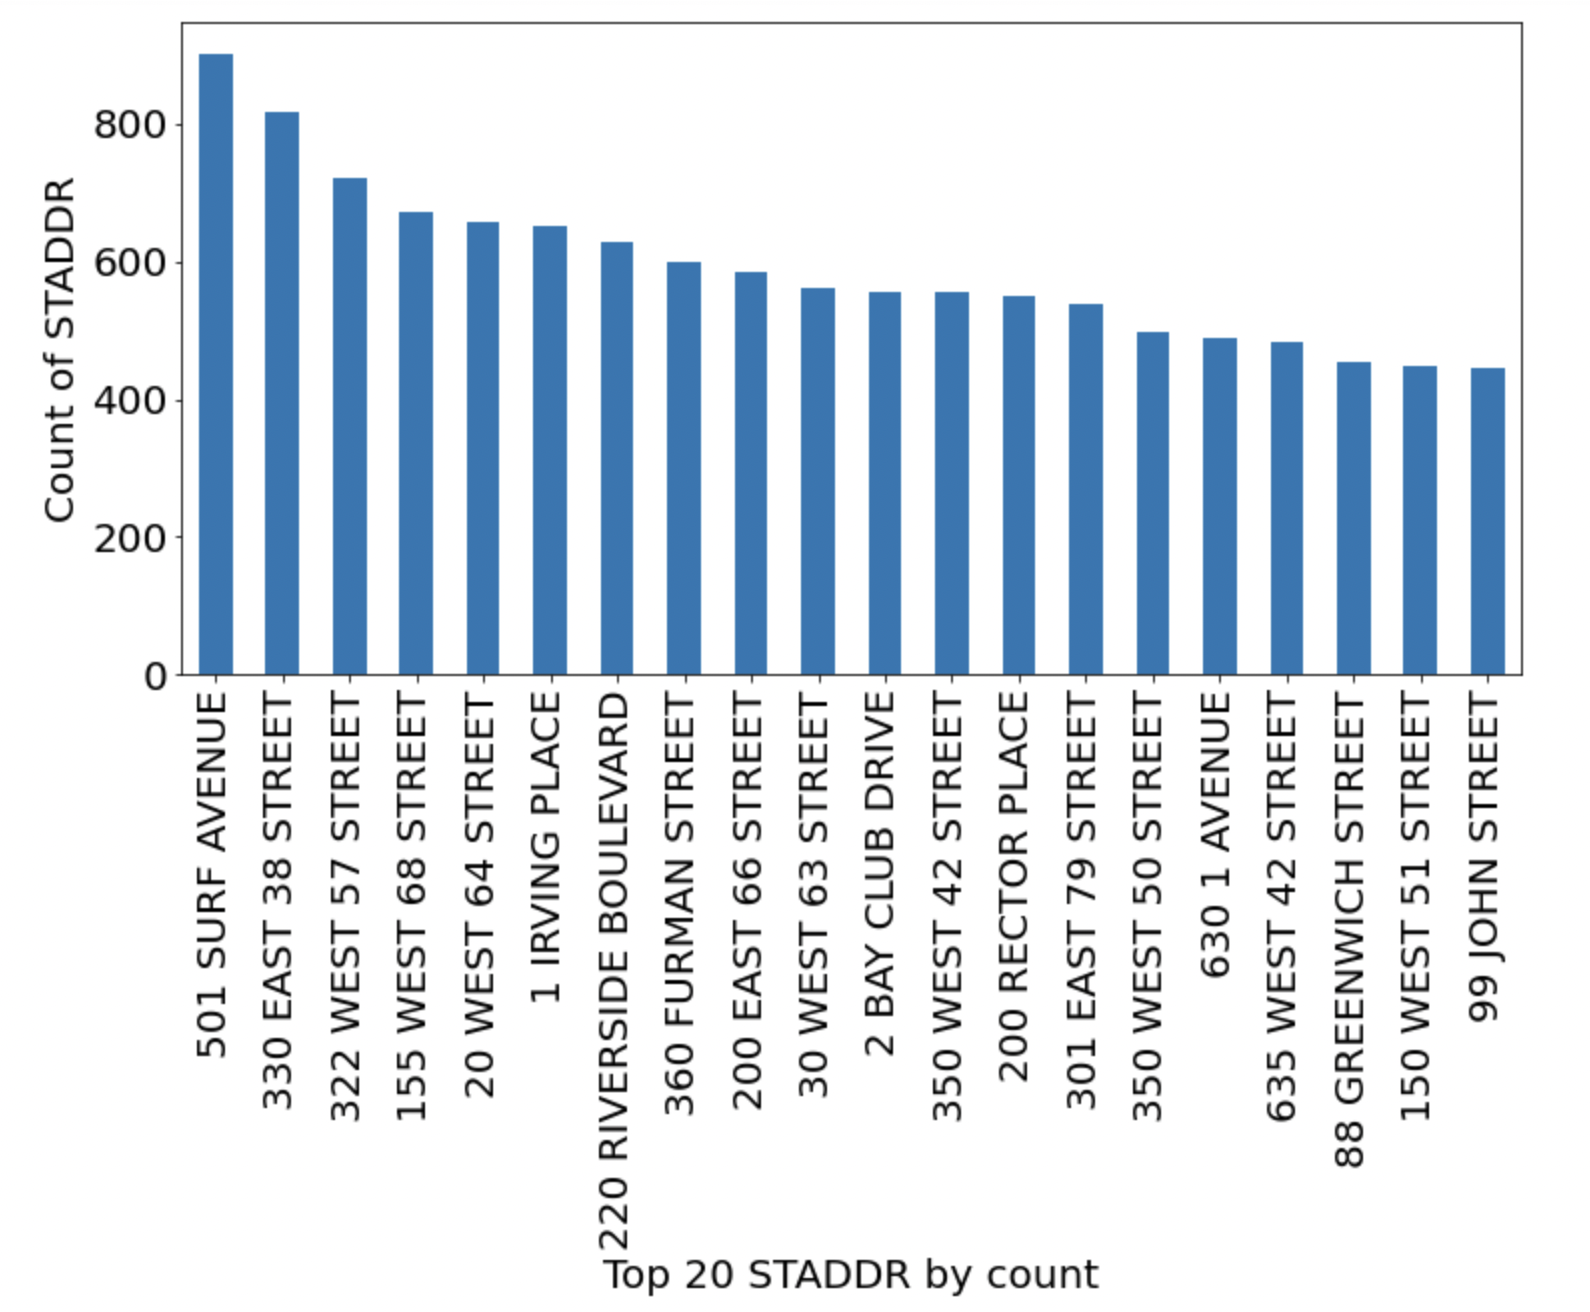 Count of STADDR
800
600
400
200
0
501 SURF AVENUE
330 EAST 38 STREET
322 WEST 57 STREET
155 WEST 68 STREET
20 WEST 64 STREET
1 IRVING PLACE
220 RIVERSIDE BOULEVARD
360 FURMAN STREET
200 EAST 66 STREET
30 WEST 63 STREET
2 BAY CLUB DRIVE
350 WEST 42 STREET
200 RECTOR PLACE
301 EAST 79 STREET
350 WEST 50 STREET
630 1 AVENUE
635 WEST 42 STREET
88 GREENWICH STREET
150 WEST 51 STREET
99 JOHN STREET
Top 20 STADDR by count